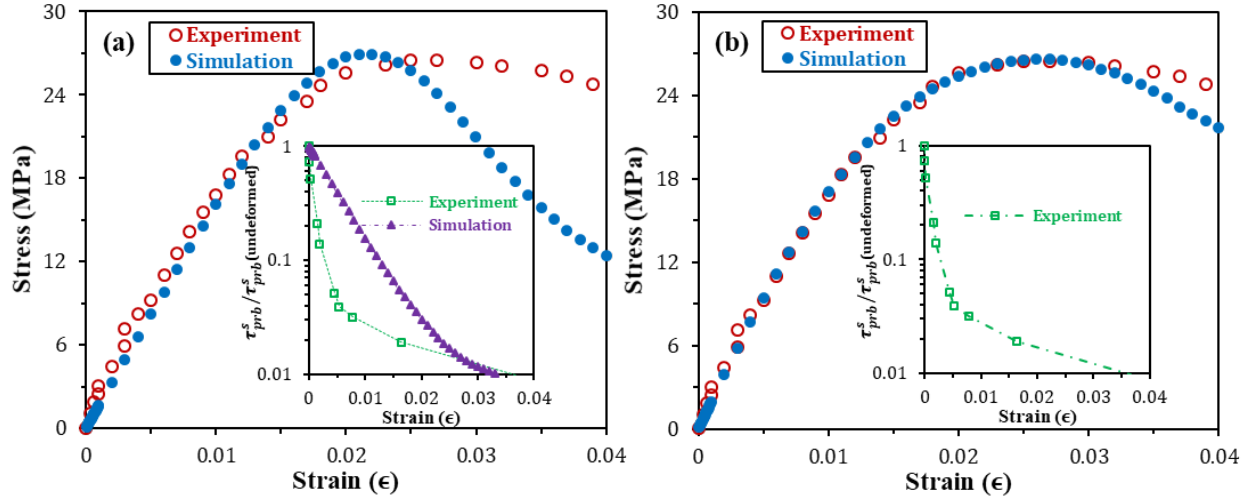 (a)
Experiment
Simulation
Stress (MPa)
30
24
18
12
6
0
0
0.01
0.02
0.03
0.04
Strain (ϵ)
τ^s_prb/τ^s_prb(undeformed)
1
0.1
0.01
Experiment
Simulation
0
0.01
0.02
0.03
0.04
Strain (ϵ)
(b)
Experiment
Simulation
Stress (MPa)
30
24
18
12
6
0
0
0.01
0.02
0.03
0.04
Strain (ϵ)
τ^s_prb/τ^s_prb(undeformed)
1
0.1
0.01
Experiment
0
0.01
0.02
0.03
0.04
Strain (ϵ)